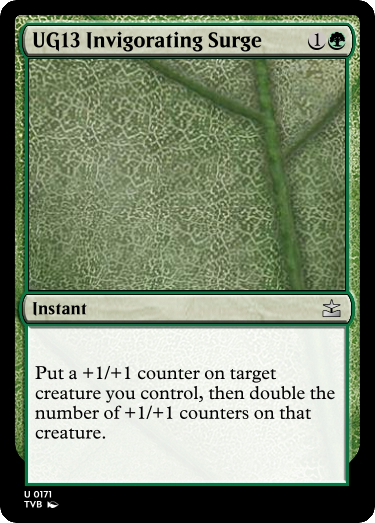 UG13 Invigorating Surge 1
Instant
Put a +1/+1 counter on target
creature you control, then double the
number of +1/+1 counters on that
creature.
U 0171
TVB